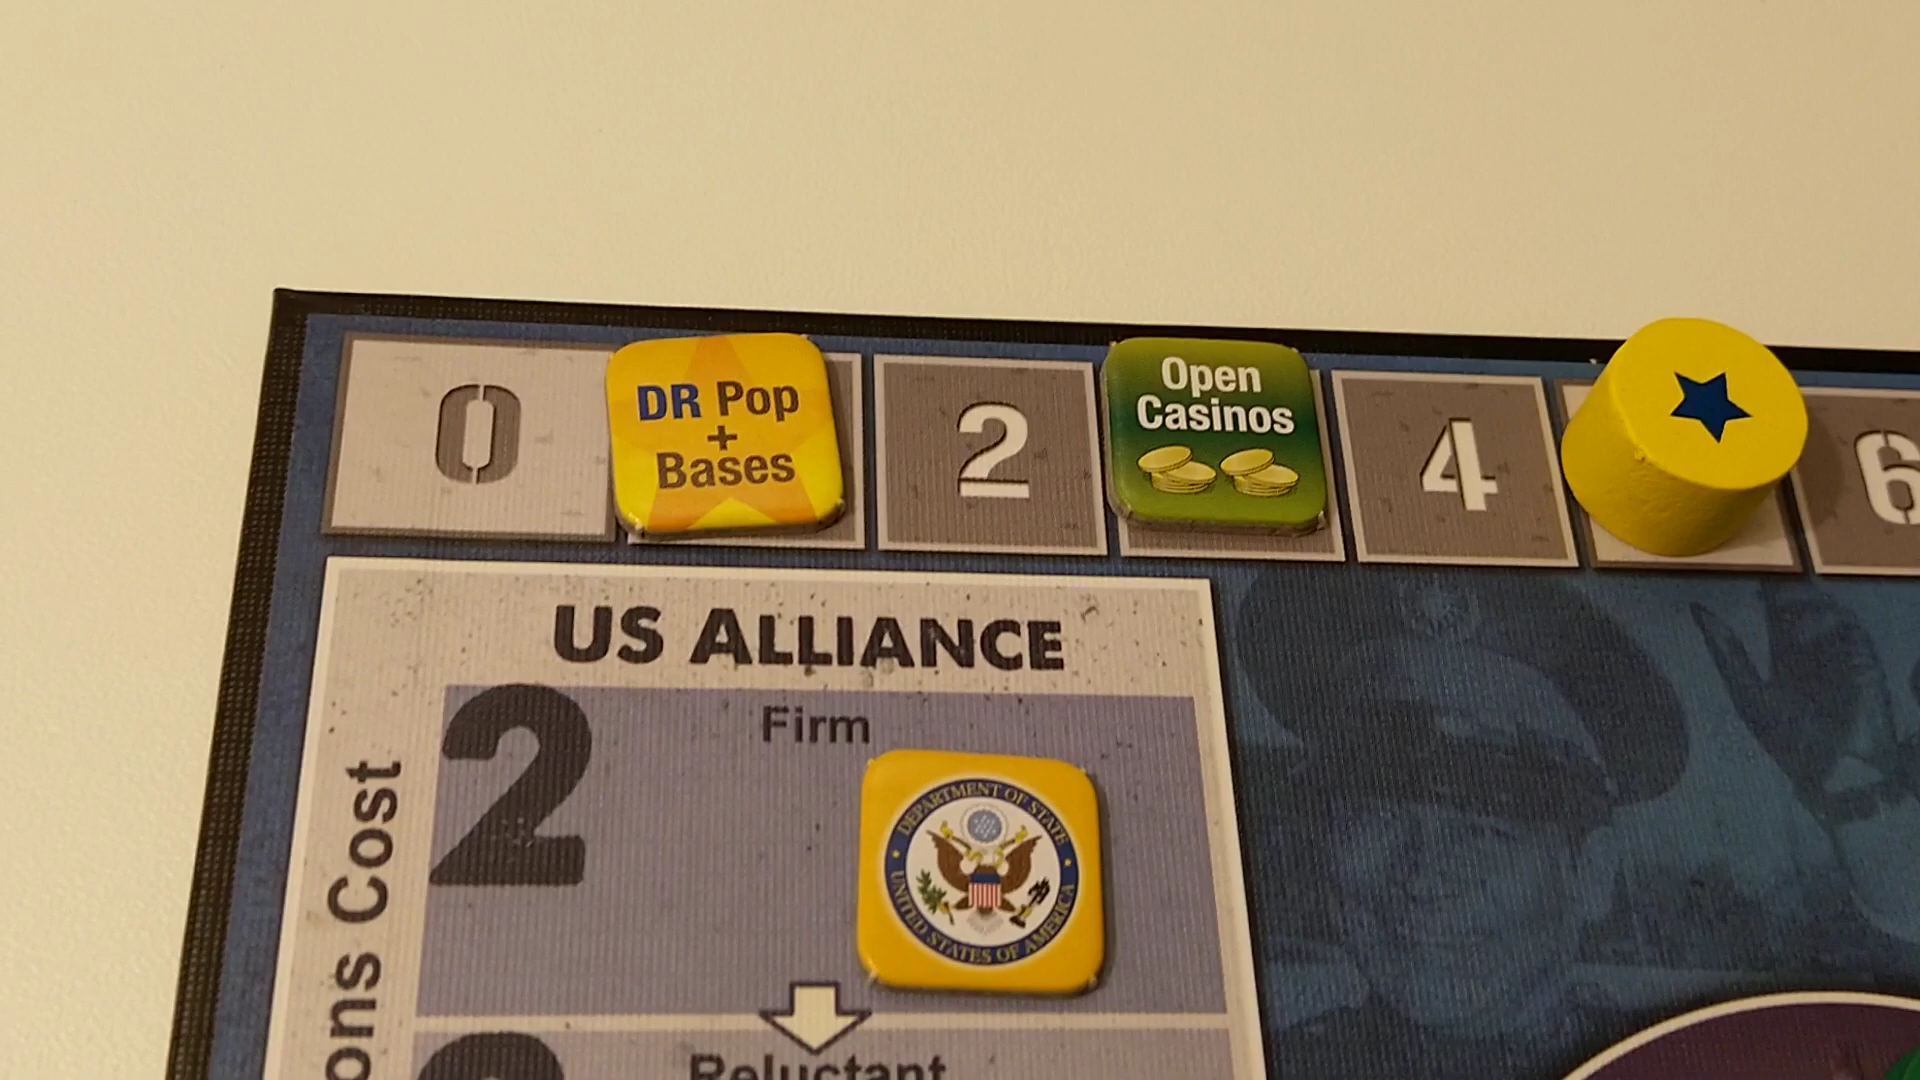 0
DR Pop
+
Bases
2
Open
Casinos
4
6
US ALLIANCE
Firm
2
ons Cost
DEPARTMENT OF STATE
UNITED STATES OF AMERICA
Reluctant